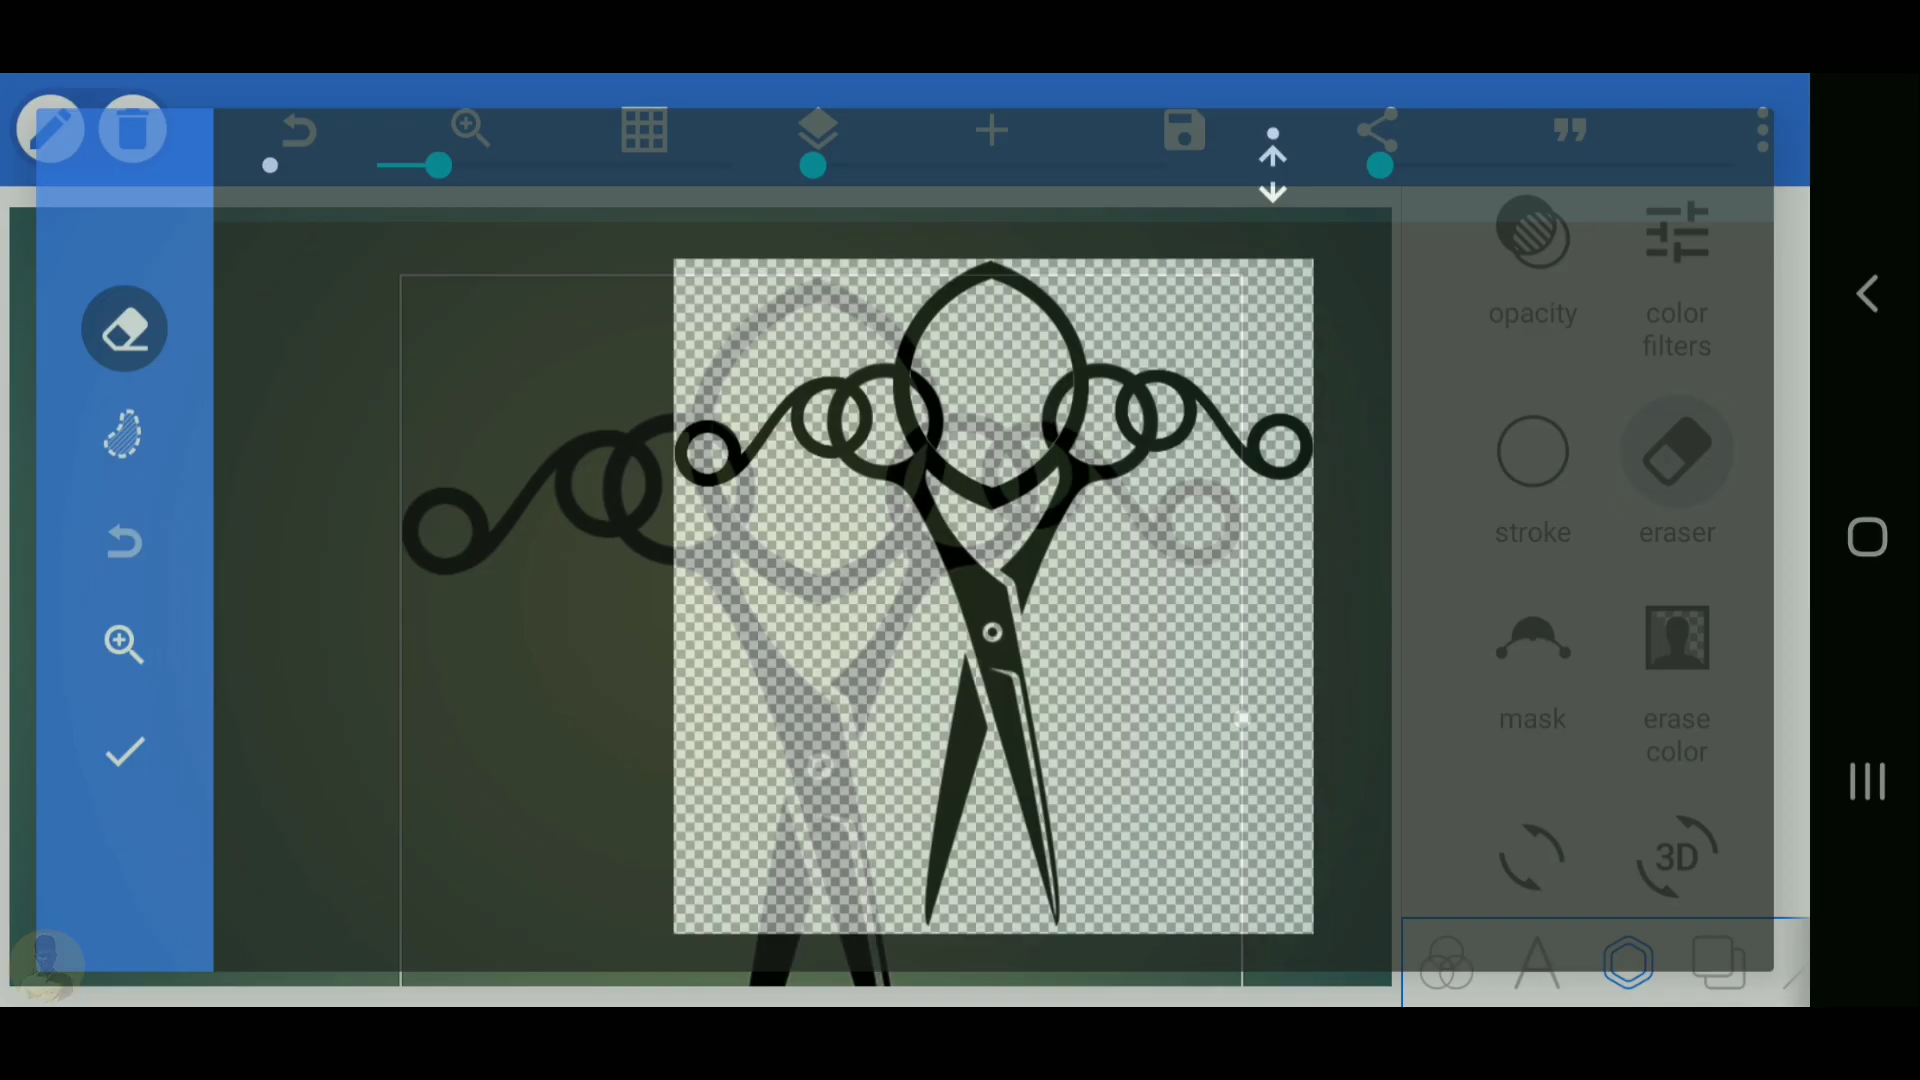 opacity
color
filters
stroke
eraser
mask
erase
color
3D
A